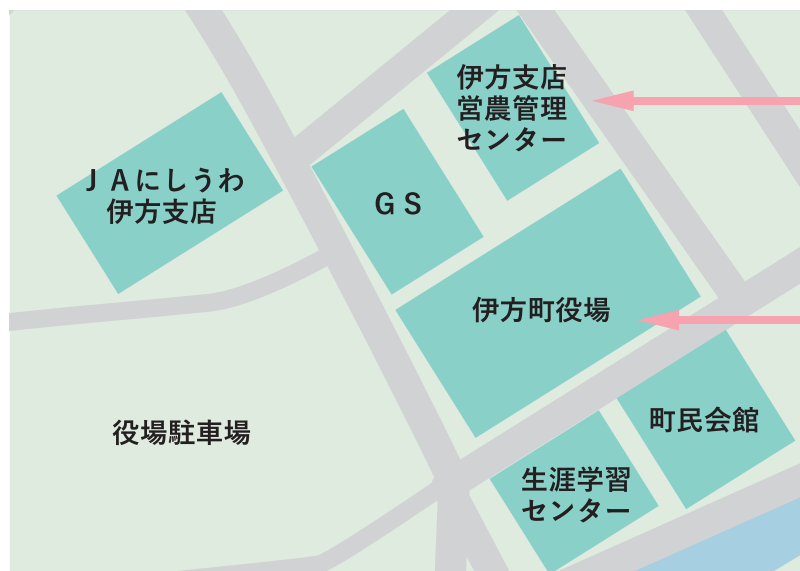 伊方支店
営農管理
センター
ＪＡにしうわ
伊方支店
ＧＳ
伊方町役場
役場駐車場
町民会館
生涯学習
センター